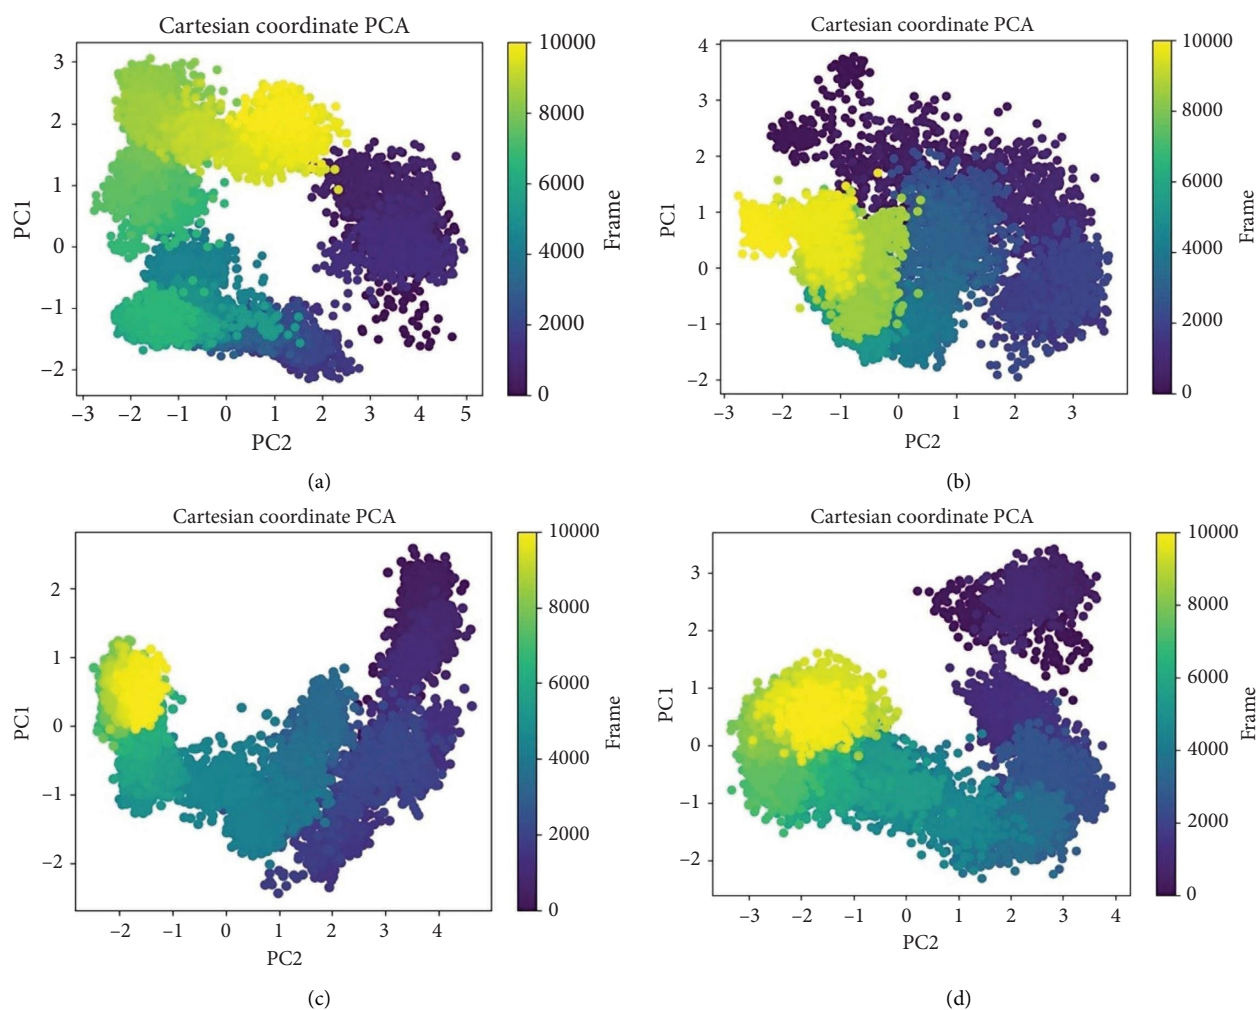 Cartesian coordinate PCA
3
2
1
0
–1
–2
PC1
–3 –2 –1 0 1 2 3 4 5
PC2
10000
8000
6000
4000
2000
0
Frame
(a)
Cartesian coordinate PCA
4
3
2
1
0
–1
–2
PC1
–3 –2 –1 0 1 2 3
PC2
10000
8000
6000
4000
2000
0
Frame
(b)
Cartesian coordinate PCA
2
1
0
–1
–2
PC1
–2 –1 0 1 2 3 4
PC2
10000
8000
6000
4000
2000
0
Frame
(c)
Cartesian coordinate PCA
3
2
1
0
–1
–2
PC1
–3 –2 –1 0 1 2 3 4
PC2
10000
8000
6000
4000
2000
0
Frame
(d)